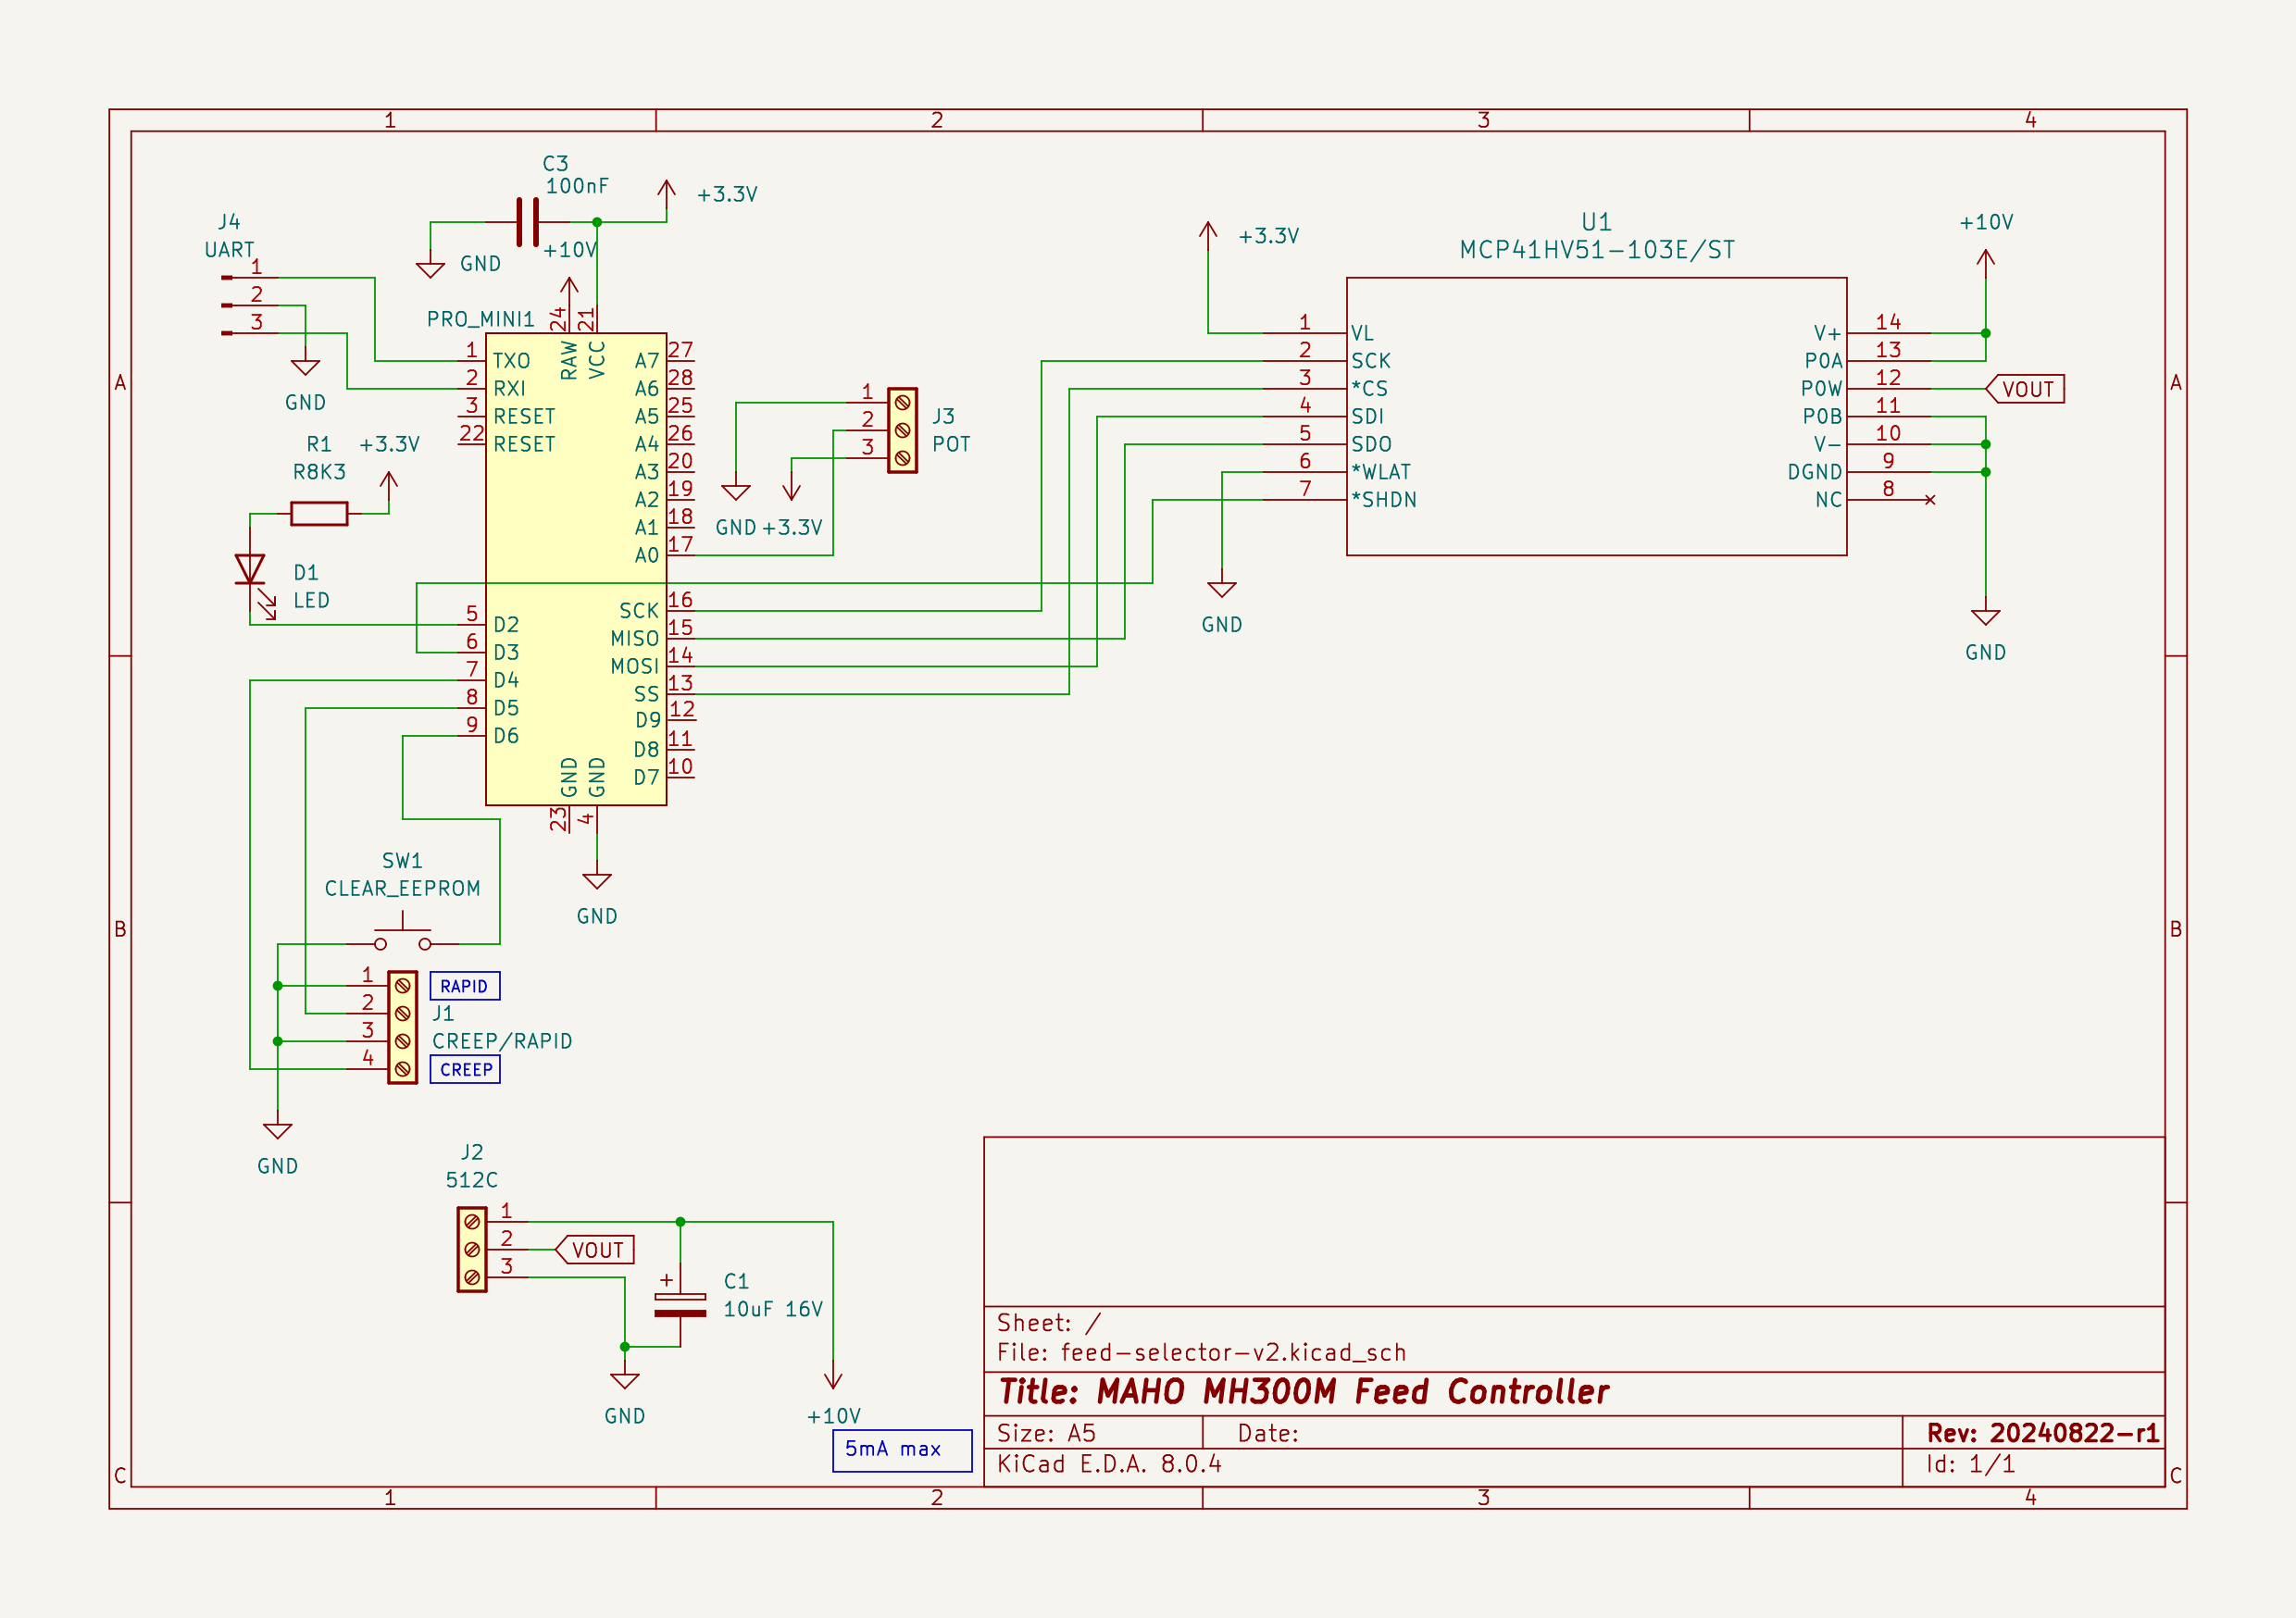 1 2 3 4
A A
B B
C C
1 2 3 4
C3
100nF
+3.3V
+10V
GND
J4
UART
1
2
3
GND
R1
R8K3
+3.3V
D1
LED
PRO_MINI1
24 21
RAW VCC
1 TXO
2 RXI
3 RESET
22 RESET
5 D2
6 D3
7 D4
8 D5
9 D6
A7 27
A6 28
A5 25
A4 26
A3 20
A2 19
A1 18
A0 17
SCK 16
MISO 15
MOSI 14
SS 13
D9 12
D8 11
D7 10
GND GND
23 4
GND
1
2
3
J3
POT
GND
+3.3V
+3.3V
U1
MCP41HV51-103E/ST
1 VL
2 SCK
3 *CS
4 SDI
5 SDO
6 *WLAT
7 *SHDN
V+ 14
P0A 13
P0W 12
P0B 11
V- 10
DGND 9
NC 8
+10V
VOUT
GND
GND
SW1
CLEAR_EEPROM
1
2
3
4
RAPID
J1
CREEP/RAPID
CREEP
GND
J2
512C
1
2
3
VOUT
+
C1
10uF 16V
GND
+10V
5mA max
Sheet: /
File: feed-selector-v2.kicad_sch
Title: MAHO MH300M Feed Controller
Size: A5
Date:
Rev: 20240822-r1
KiCad E.D.A. 8.0.4
Id: 1/1